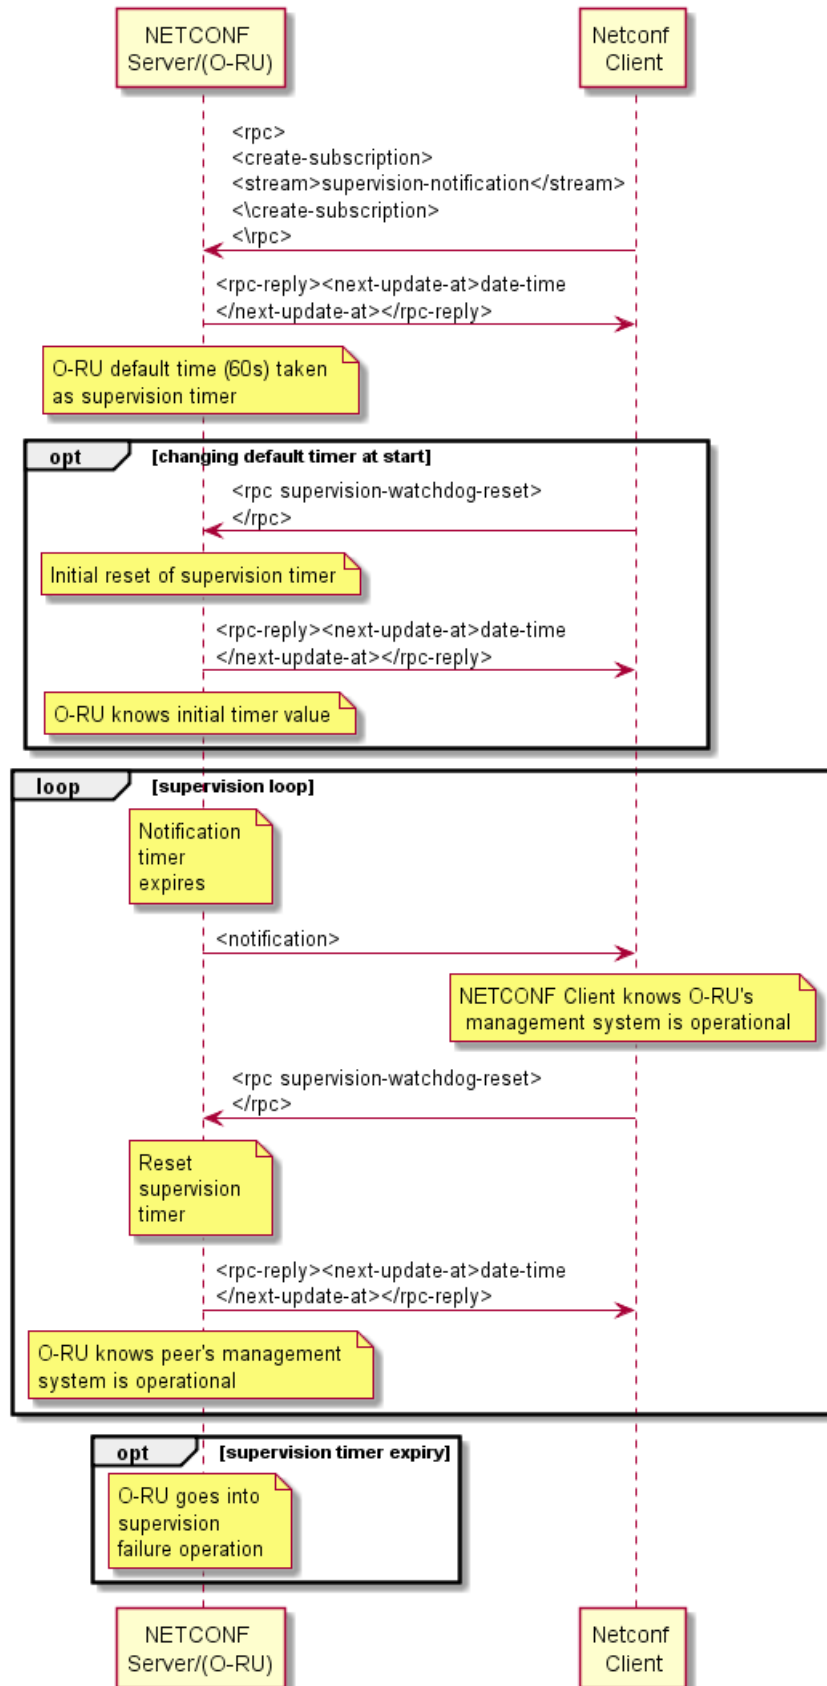 NETCONF
Server/(O-RU)
Netconf
Client
<rpc>
<create-subscription>
<stream>supervision-notification</stream>
<\create-subscription>
<\rpc>
<rpc-reply><next-update-at>date-time
</next-update-at></rpc-reply>
O-RU default time (60s) taken
as supervision timer
opt
[changing default timer at start]
<rpc supervision-watchdog-reset>
</rpc>
Initial reset of supervision timer
<rpc-reply><next-update-at>date-time
</next-update-at></rpc-reply>
O-RU knows initial timer value
loop
[supervision loop]
Notification
timer
expires
<notification>
NETCONF Client knows O-RU's
management system is operational
<rpc supervision-watchdog-reset>
</rpc>
Reset
supervision
timer
<rpc-reply><next-update-at>date-time
</next-update-at></rpc-reply>
O-RU knows peer's management
system is operational
opt
[supervision timer expiry]
O-RU goes into
supervision
failure operation
NETCONF
Server/(O-RU)
Netconf
Client